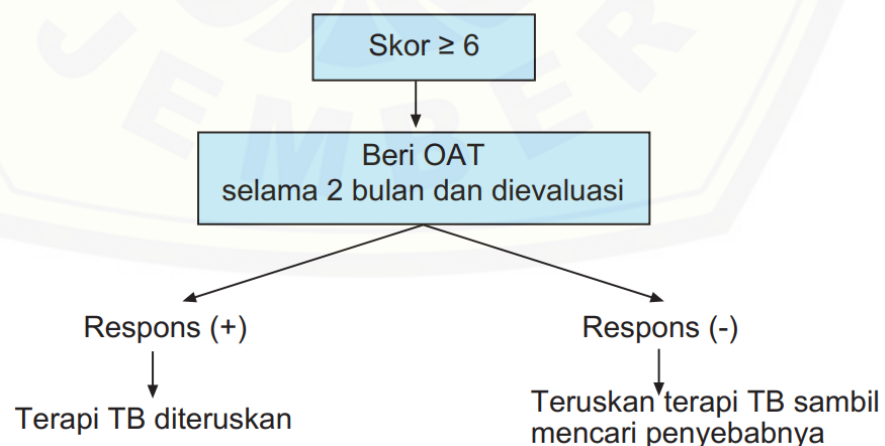 JEMBER
Skor ≥ 6
Beri OAT
selama 2 bulan dan dievaluasi
Respons (+)
Respons (-)
Terapi TB diteruskan
Teruskan terapi TB sambil
mencari penyebabnya